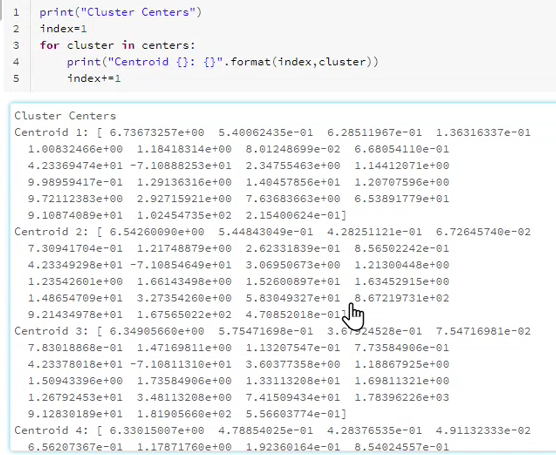 1 print("Cluster Centers")
2 index=1
3 for cluster in centers:
4 print("Centroid {}: {}".format(index,cluster))
5 index+=1
Cluster Centers
Centroid 1: [ 6.73673257e+00 5.40062435e-01 6.28511967e-01 1.36316337e-01
1.00832466e+00 1.18418314e+00 8.01248699e-02 6.68054110e-01
4.23369474e+01 -7.10888253e+01 2.34755463e+00 1.14412071e+00
9.98959417e-01 1.29136316e+00 1.40457856e+01 1.20707596e+00
9.72112383e+00 2.92715921e+00 7.63683663e+00 6.53891779e+01
9.10874089e+01 1.02454735e+02 2.15400624e-01]
Centroid 2: [ 6.54260090e+00 5.44843049e-01 4.28251121e-01 6.72645740e-02
7.30941704e-01 1.21748879e+00 2.62331839e-01 8.56502242e-01
4.23349298e+01 -7.10854649e+01 3.06950673e+00 1.21300448e+00
1.23542601e+00 1.66143498e+00 1.52600897e+01 1.63452915e+00
1.48654709e+01 3.27354260e+00 5.83049327e+01 8.67219731e+02
9.21434978e+01 1.67565022e+02 4.70852018e-01]
Centroid 3: [ 6.34905660e+00 5.75471698e-01 3.67924528e-01 7.54716981e-02
7.83018868e-01 1.47169811e+00 1.13207547e-01 7.73584906e-01
4.23378018e+01 -7.10811310e+01 3.60377358e+00 1.18867925e+00
1.50943396e+00 1.73584906e+00 1.33113208e+01 1.69811321e+00
1.26792453e+01 3.48113208e+00 7.41509434e+01 1.78396226e+03
9.12830189e+01 1.81905660e+02 5.56603774e-01]
Centroid 4: [ 6.33015007e+00 4.78854025e-01 4.28376535e-01 4.91132333e-02
6.56207367e-01 1.17871760e+00 1.92360164e-01 8.54024557e-01